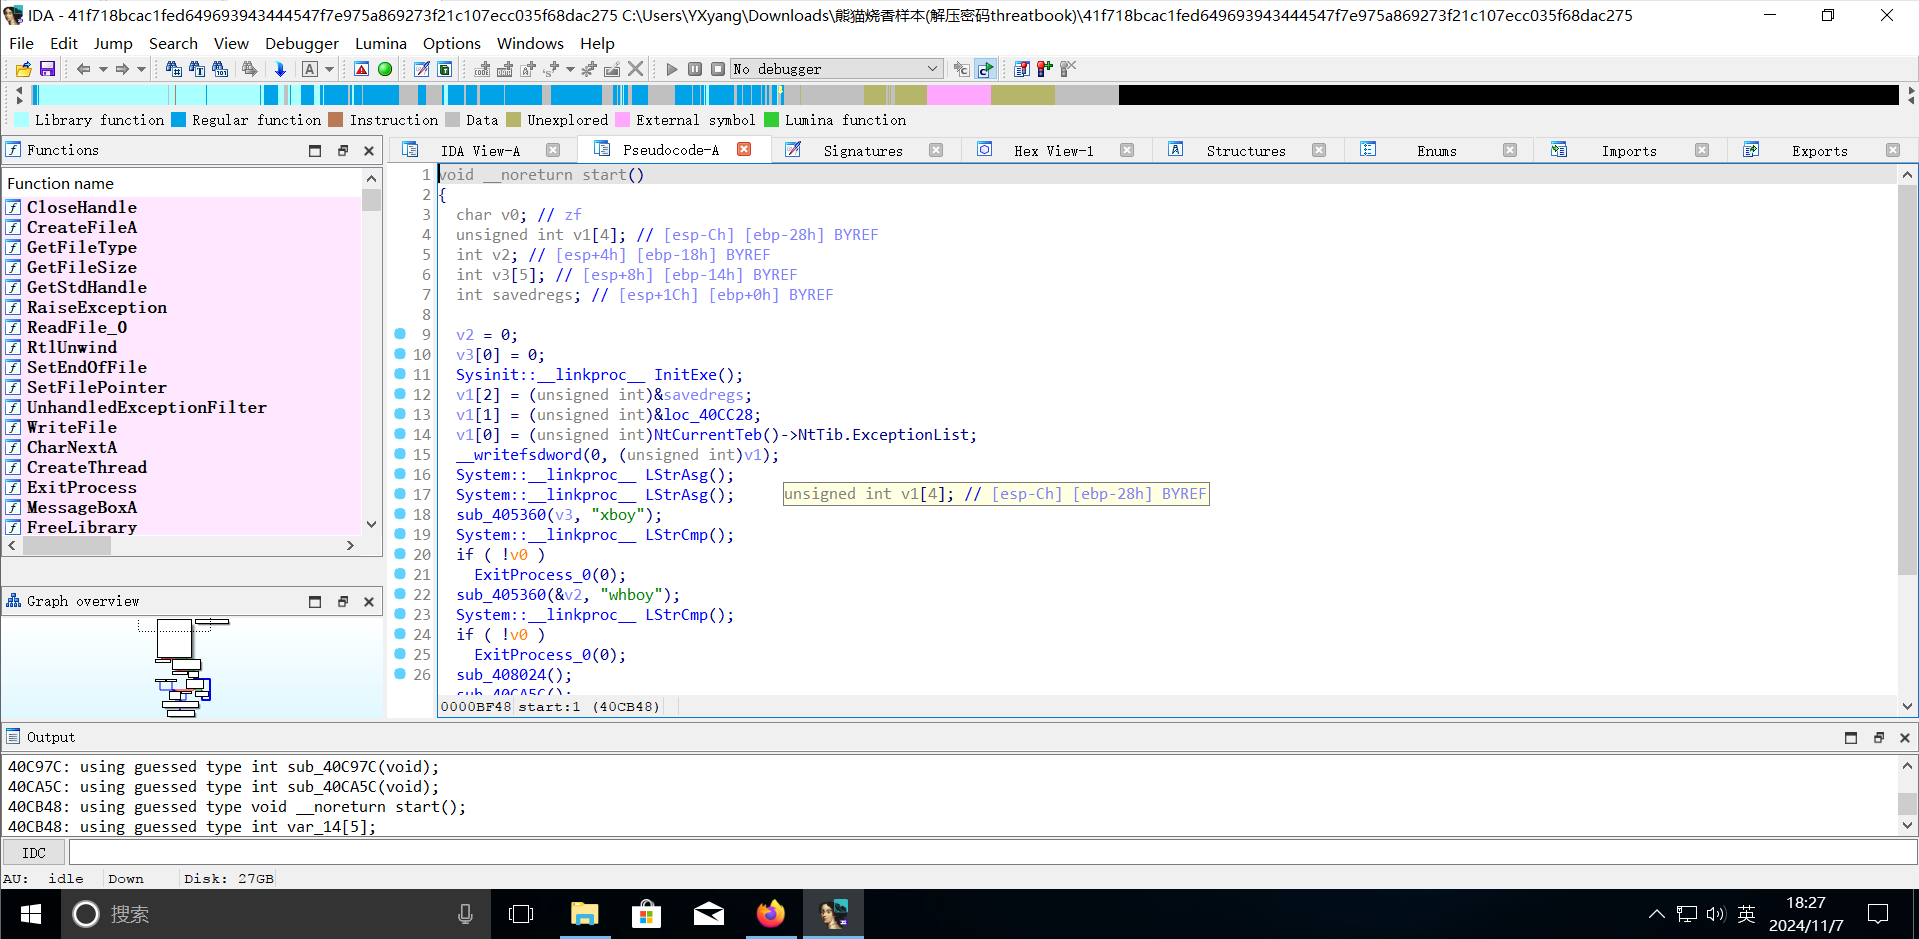 IDA - 41f718bcac1fed649693943444547f7e975a869273f21c107ecc035f68dac275 C:\Users\YXyang\Downloads\熊猫烧香样本(解压密码threatbook)\41f718bcac1fed649693943444547f7e975a869273f21c107ecc035f68dac275
File Edit Jump Search View Debugger Lumina Options Windows Help
No debugger
Library function Regular function Instruction Data Unexplored External symbol Lumina function
Functions
IDA View-A Pseudocode-A Signatures Hex View-1 Structures Enums Imports Exports
Function name
CloseHandle
CreateFileA
GetFileType
GetFileSize
GetStdHandle
RaiseException
ReadFile_0
RtlUnwind
SetEndOfFile
SetFilePointer
UnhandledExceptionFilter
WriteFile
CharNextA
CreateThread
ExitProcess
MessageBoxA
FreeLibrary
Graph overview
1 void __noreturn start()
2 {
3 char v0; // zf
4 unsigned int v1[4]; // [esp-Ch] [ebp-28h] BYREF
5 int v2; // [esp+4h] [ebp-18h] BYREF
6 int v3[5]; // [esp+8h] [ebp-14h] BYREF
7 int savedregs; // [esp+1Ch] [ebp+0h] BYREF
8
9 v2 = 0;
10 v3[0] = 0;
11 Sysinit::__linkproc__ InitExe();
12 v1[2] = (unsigned int)&savedregs;
13 v1[1] = (unsigned int)&loc_40CC28;
14 v1[0] = (unsigned int)NtCurrentTeb()->NtTib.ExceptionList;
15 __writefsdword(0, (unsigned int)v1);
16 System::__linkproc__ LStrAsg();
17 System::__linkproc__ LStrAsg();
unsigned int v1[4]; // [esp-Ch] [ebp-28h] BYREF
18 sub_405360(v3, "xboy");
19 System::__linkproc__ LStrCmp();
20 if ( !v0 )
21 ExitProcess_0(0);
22 sub_405360(&v2, "whboy");
23 System::__linkproc__ LStrCmp();
24 if ( !v0 )
25 ExitProcess_0(0);
26 sub_408024();
sub_40CA5C();
0000BF48 start:1 (40CB48)
Output
40C97C: using guessed type int sub_40C97C(void);
40CA5C: using guessed type int sub_40CA5C(void);
40CB48: using guessed type void __noreturn start();
40CB48: using guessed type int var_14[5];
IDC
AU: idle Down Disk: 27GB
搜索
英
18:27
2024/11/7